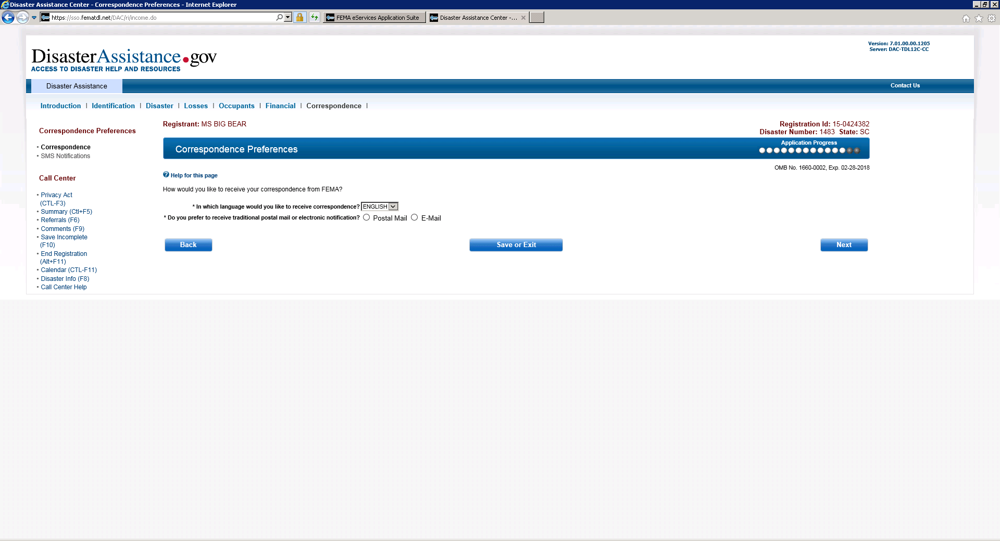 Disaster Assistance Center - Correspondence Preferences - Internet Explorer
https://sso.fematdl.net/DAC/ri/income.do
FEMA eServices Application Suite
Disaster Assistance Center -...
Version: 7.01.00.00.1205
Server: DAC-TDL12C-CC
DisasterAssistance.gov
ACCESS TO DISASTER HELP AND RESOURCES
Disaster Assistance
Contact Us
Introduction | Identification | Disaster | Losses | Occupants | Financial | Correspondence |
Correspondence Preferences
• Correspondence
• SMS Notifications
Call Center
• Privacy Act
(CTL-F3)
• Summary (Ctl+F5)
• Referrals (F6)
• Comments (F9)
• Save Incomplete
(F10)
• End Registration
(Alt+F11)
• Calendar (CTL-F11)
• Disaster Info (F8)
• Call Center Help
Registrant: MS BIG BEAR
Registration Id: 15-0424382
Disaster Number: 1483 State: SC
Correspondence Preferences
Application Progress
OMB No. 1660-0002, Exp. 02-28-2018
? Help for this page
How would you like to receive your correspondence from FEMA?
* In which language would you like to receive correspondence? ENGLISH
* Do you prefer to receive traditional postal mail or electronic notification? Postal Mail E-Mail
Back
Save or Exit
Next